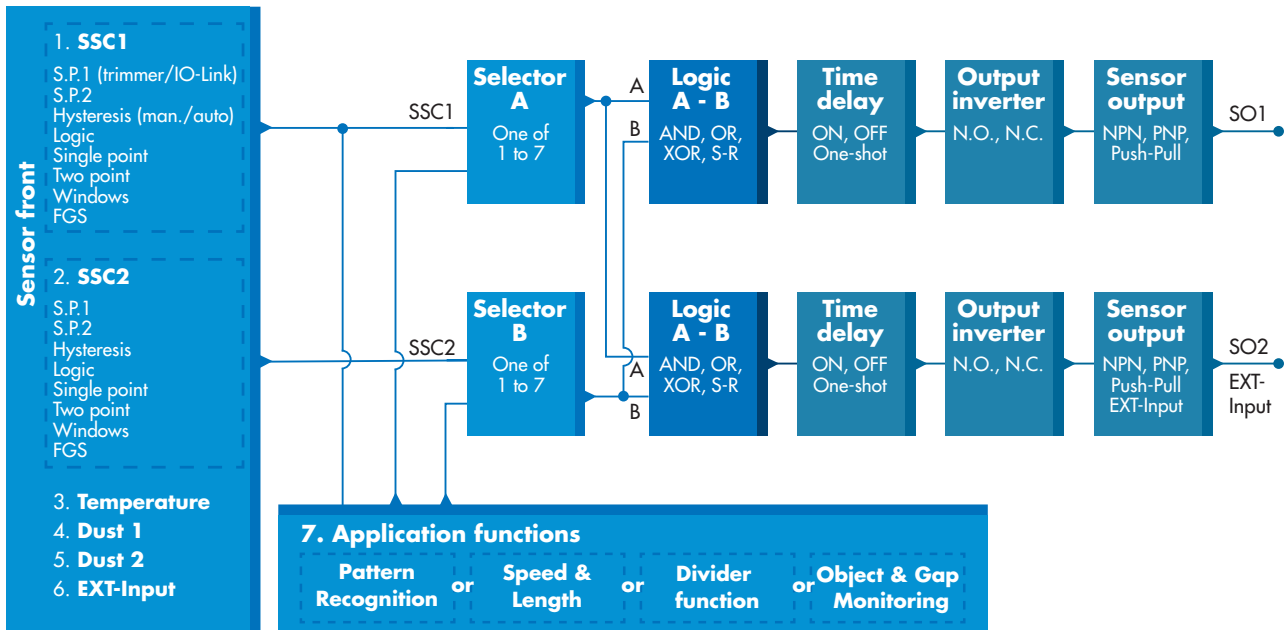 Sensor front
1. SSC1
S.P.1 (trimmer/IO-Link)
S.P.2
Hysteresis (man./auto)
Logic
Single point
Two point
Windows
FGS
2. SSC2
S.P.1
S.P.2
Hysteresis
Logic
Single point
Two point
Windows
FGS
3. Temperature
4. Dust 1
5. Dust 2
6. EXT-Input
SSC1
Selector
A
One of
1 to 7
A
B
Logic
A - B
AND, OR,
XOR, S-R
Time
delay
ON, OFF
One-shot
Output
inverter
N.O., N.C.
Sensor
output
NPN, PNP,
Push-Pull
SO1
SSC2
Selector
B
One of
1 to 7
A
B
Logic
A - B
AND, OR,
XOR, S-R
Time
delay
ON, OFF
One-shot
Output
inverter
N.O., N.C.
Sensor
output
NPN, PNP,
Push-Pull
EXT-Input
SO2
EXT-
Input
7. Application functions
Pattern
Recognition
or
Speed &
Length
or
Divider
function
or
Object & Gap
Monitoring